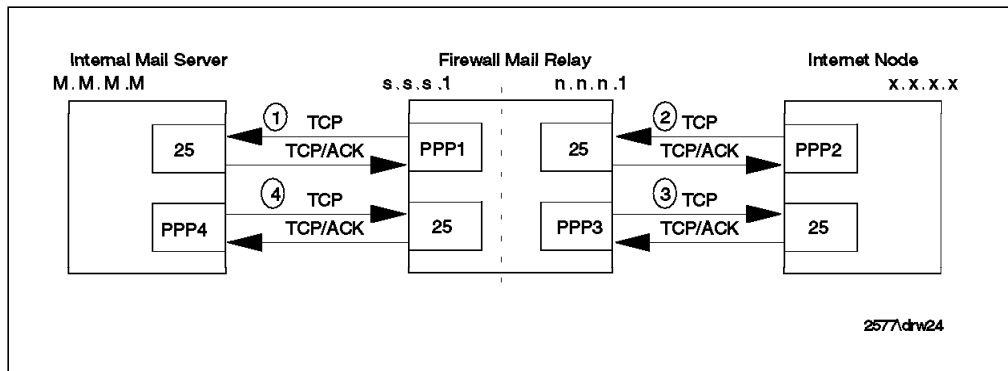 Internal Mail Server Firewall Mail Relay Internet Node
M.M.M.M s.s.s.1 n.n.n.1 x.x.x.x
1 TCP 2 TCP
25 PPP1 25 PPP2
TCP/ACK TCP/ACK
4 TCP 3 TCP
PPP4 TCP/ACK 25 PPP3 TCP/ACK 25
2577\drw24